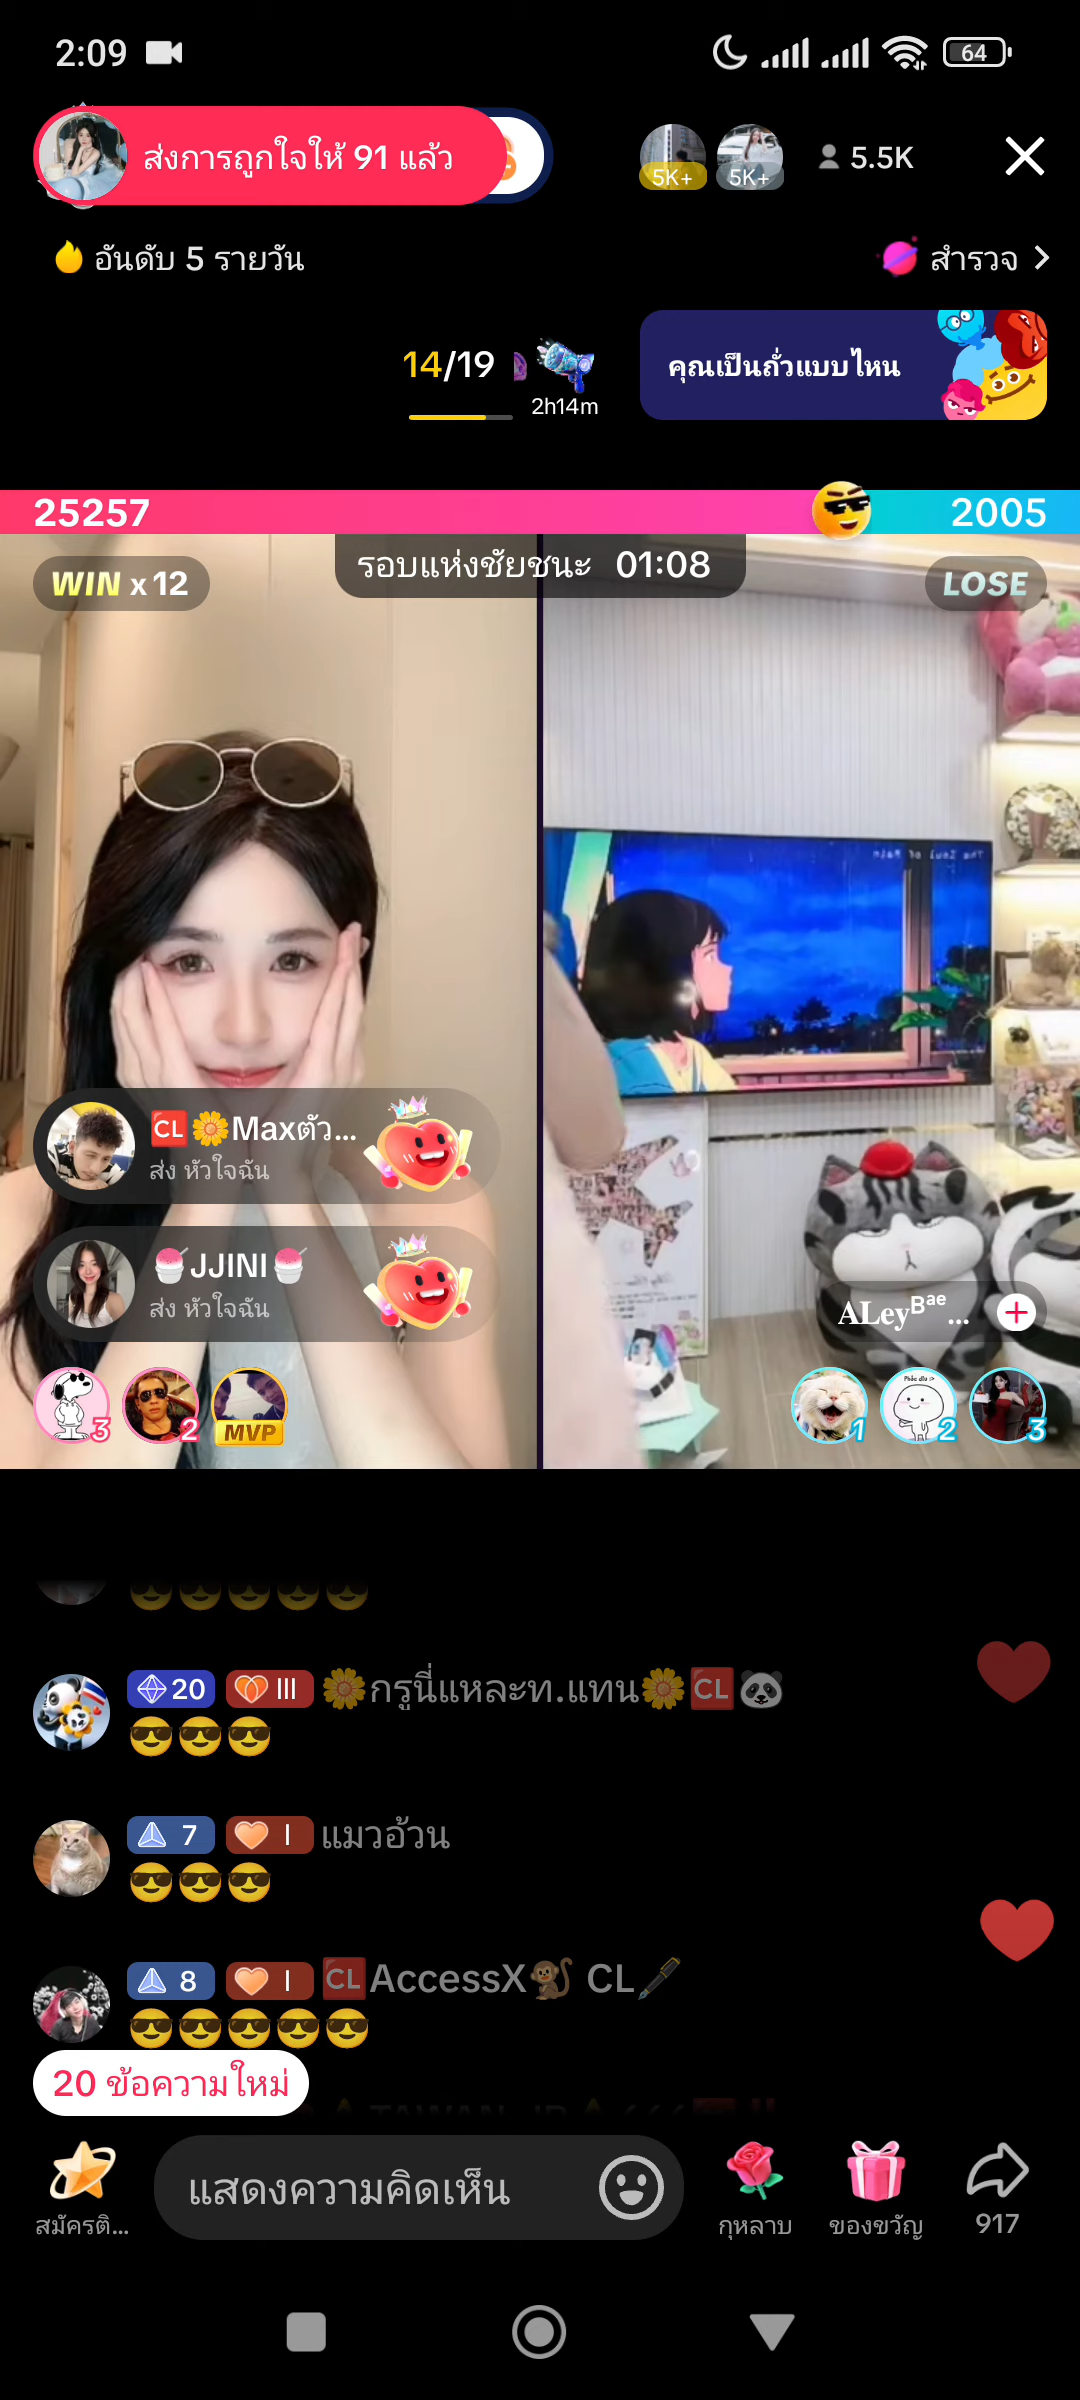 2:09
64
ส่งการถูกใจให้ 91 แล้ว
5K+
5K+
5.5K
อันดับ 5 รายวัน
สำรวจ
14/19
2h14m
คุณเป็นถั่วแบบไหน
25257
2005
WIN x 12
รอบแห่งชัยชนะ 01:08
LOSE
🆑🌼Maxตัว...
ส่ง หัวใจฉัน
🍧JJINI🍧
ส่ง หัวใจฉัน
ALeyᴮᵃᵉ...
3
2
MVP
1
2
3
😎😎😎😎😎
20 III 🌼กรูนี่แหละท.แทน🌼🆑🐼
😎😎😎
7 I แมวอ้วน
😎😎😎
8 I 🆑AccessX🐒 CL🖋️
😎😎😎😎😎
20 ข้อความใหม่
สมัครติ...
แสดงความคิดเห็น
กุหลาบ
ของขวัญ
917